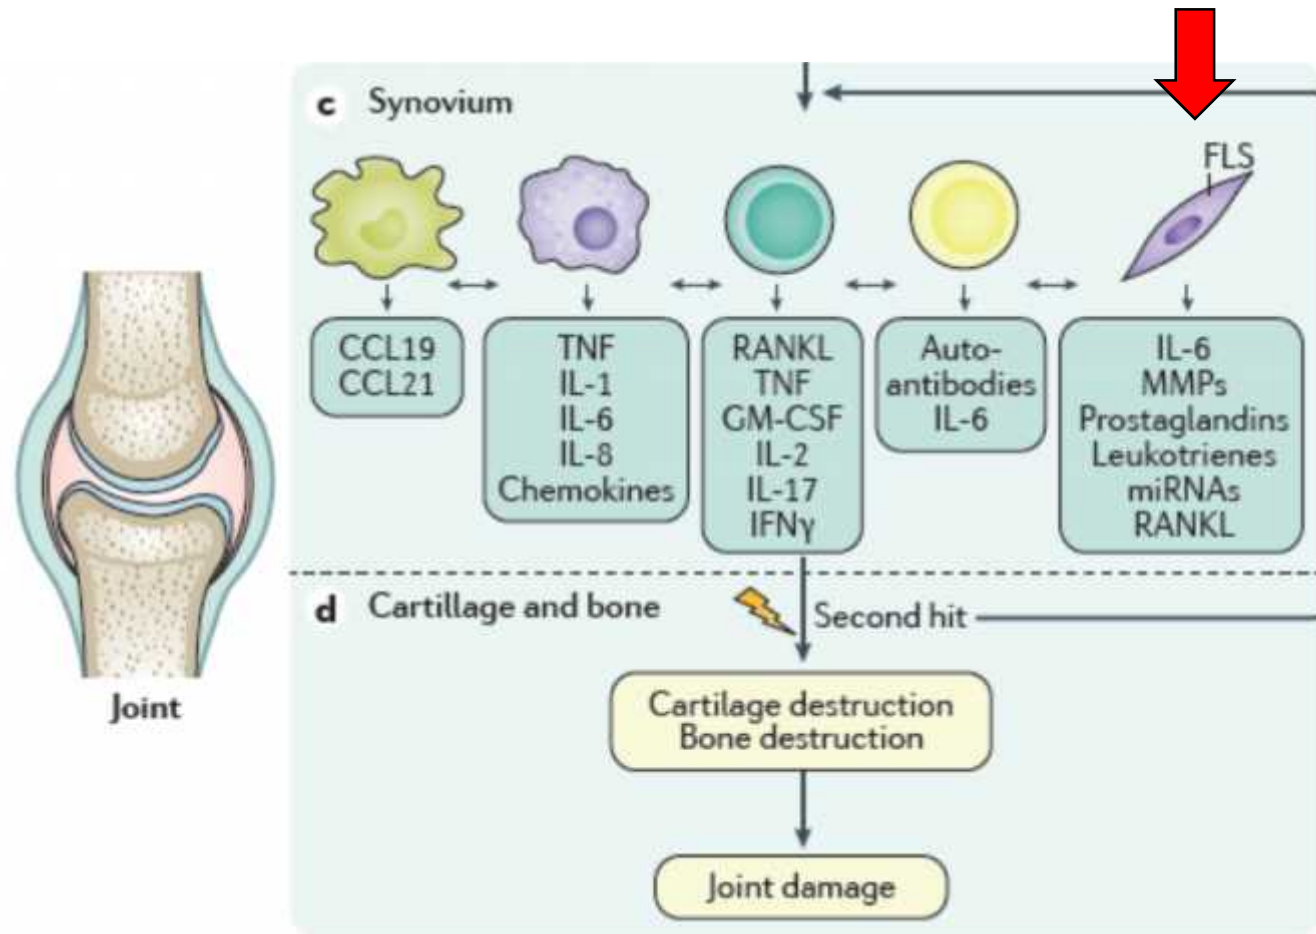 c Synovium
FLS
CCL19
CCL21
TNF
IL-1
IL-6
IL-8
Chemokines
RANKL
TNF
GM-CSF
IL-2
IL-17
IFNγ
Auto-
antibodies
IL-6
IL-6
MMPs
Prostaglandins
Leukotrienes
miRNAs
RANKL
Joint
d Cartillage and bone
Second hit
Cartilage destruction
Bone destruction
Joint damage